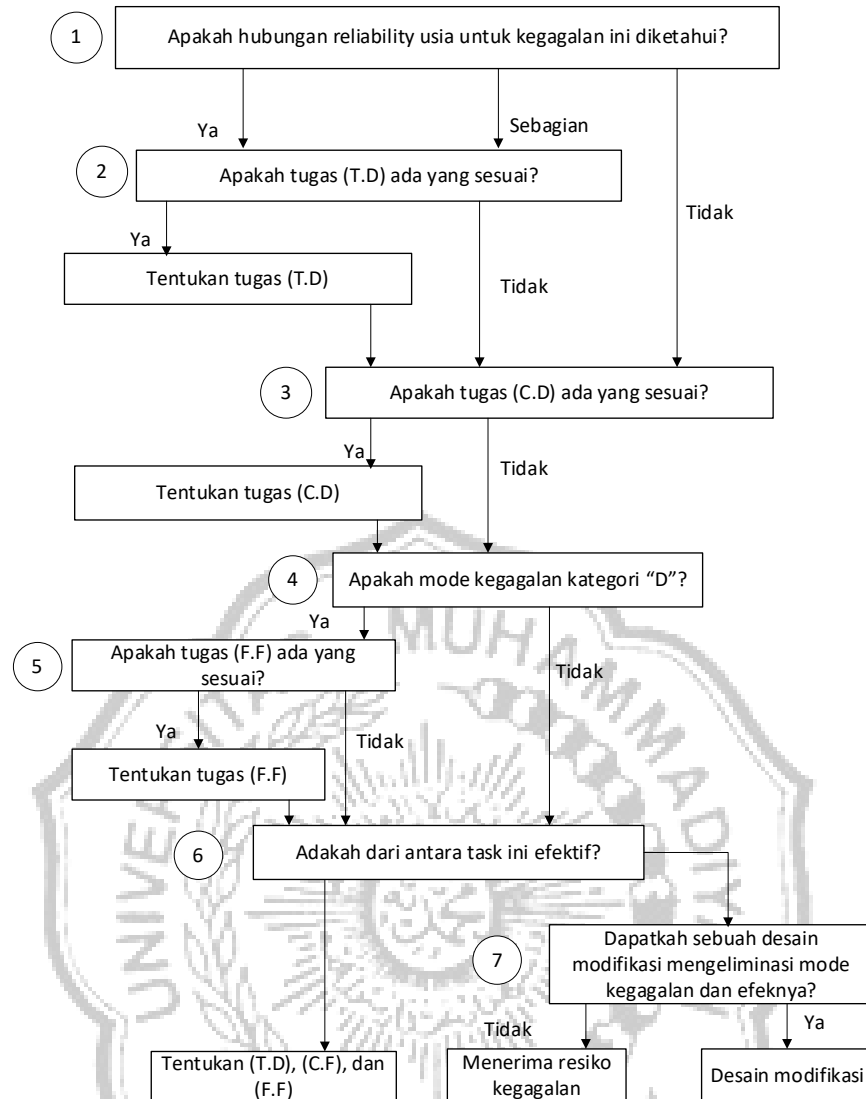 1
Apakah hubungan reliability usia untuk kegagalan ini diketahui?
Ya
Sebagian
2
Apakah tugas (T.D) ada yang sesuai?
Tidak
Ya
Tentukan tugas (T.D)
Tidak
3
Apakah tugas (C.D) ada yang sesuai?
Ya
Tidak
Tentukan tugas (C.D)
4
Apakah mode kegagalan kategori “D”?
Ya
5
Apakah tugas (F.F) ada yang
sesuai?
Tidak
Ya
Tidak
Tentukan tugas (F.F)
6
Adakah dari antara task ini efektif?
7
Dapatkah sebuah desain
modifikasi mengeliminasi mode
kegagalan dan efeknya?
Tidak
Ya
Tentukan (T.D), (C.F), dan
(F.F)
Menerima resiko
kegagalan
Desain modifikasi
UNIVERSITAS MUHAMMADIY